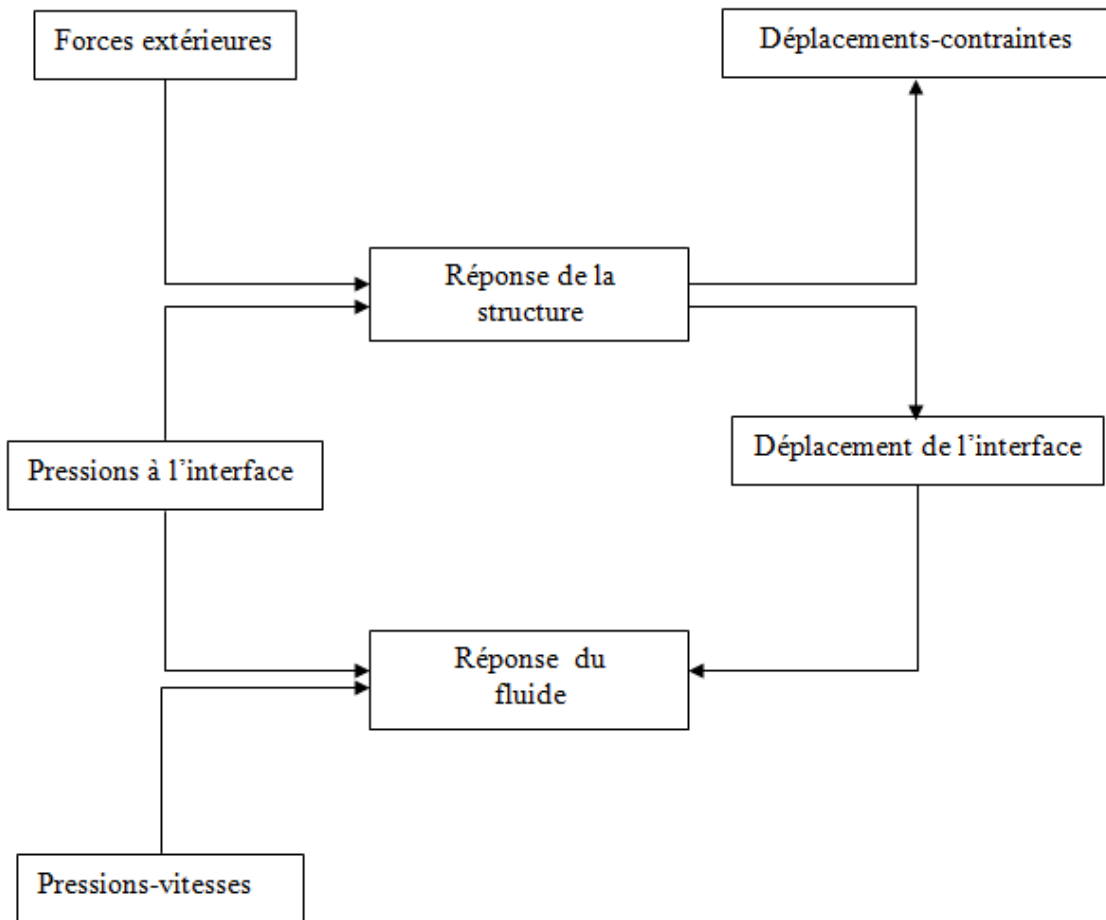 Forces extérieures
Déplacements-contraintes
Réponse de la
structure
Pressions à l’interface
Déplacement de l’interface
Réponse du
fluide
Pressions-vitesses